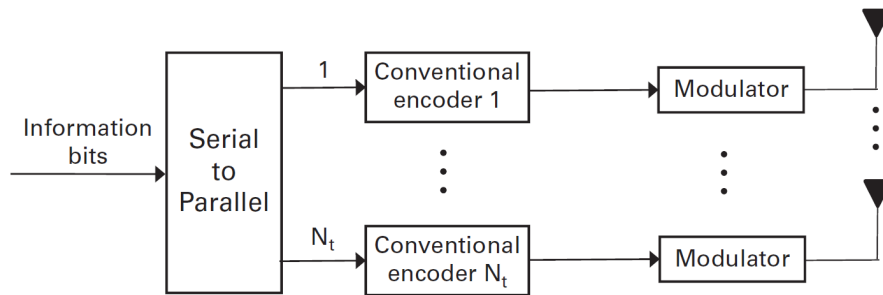 Information
bits
Serial
to
Parallel
1
Conventional
encoder 1
Modulator
Nt
Conventional
encoder Nt
Modulator